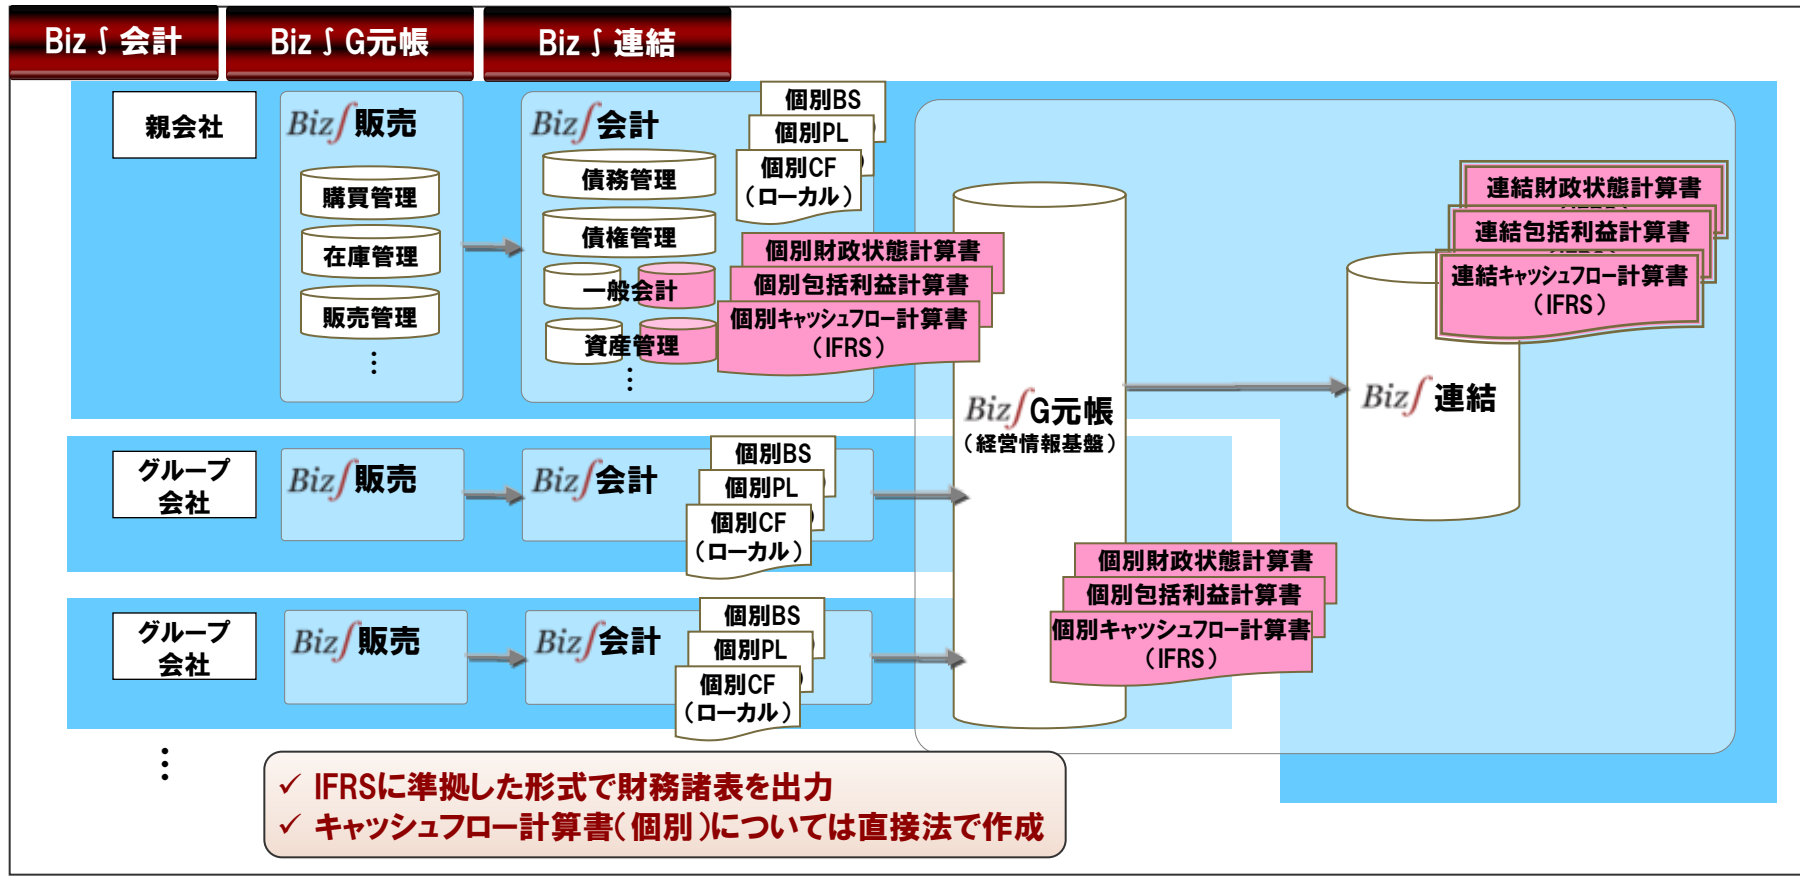 Biz ∫ 会計
Biz ∫ G元帳
Biz ∫ 連結
親会社
Biz∫販売
購買管理
在庫管理
販売管理
⋮
Biz∫会計
債務管理
債権管理
一般会計
資産管理
⋮
個別BS
個別PL
個別CF
（ローカル）
個別財政状態計算書
個別包括利益計算書
個別キャッシュフロー計算書
（IFRS）
Biz∫G元帳
（経営情報基盤）
Biz∫連結
連結財政状態計算書
連結包括利益計算書
連結キャッシュフロー計算書
（IFRS）
グループ
会社
Biz∫販売
Biz∫会計
個別BS
個別PL
個別CF
（ローカル）
個別財政状態計算書
個別包括利益計算書
個別キャッシュフロー計算書
（IFRS）
グループ
会社
Biz∫販売
Biz∫会計
個別BS
個別PL
個別CF
（ローカル）
⋮
✓ IFRSに準拠した形式で財務諸表を出力
✓ キャッシュフロー計算書（個別）については直接法で作成